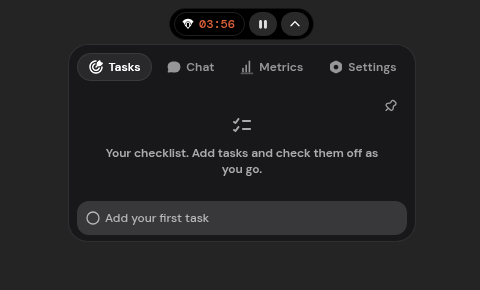 03:56
Tasks
Chat
Metrics
Settings
Your checklist. Add tasks and check them off as
you go.
Add your first task